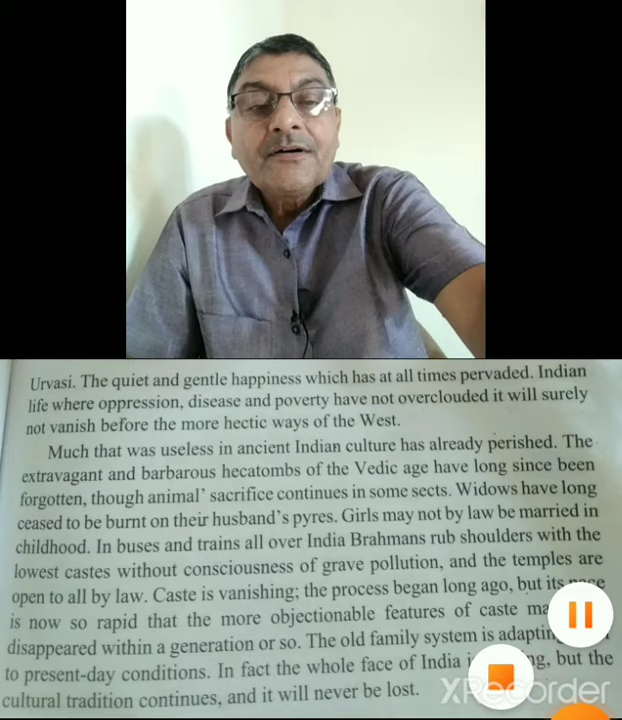 Urvasi. The quiet and gentle happiness which has at all times pervaded. Indian
life where oppression, disease and poverty have not overclouded it will surely
not vanish before the more hectic ways of the West.
Much that was useless in ancient Indian culture has already perished. The
extravagant and barbarous hecatombs of the Vedic age have long since been
forgotten, though animal’ sacrifice continues in some sects. Widows have long
ceased to be burnt on their husband’s pyres. Girls may not by law be married in
childhood. In buses and trains all over India Brahmans rub shoulders with the
lowest castes without consciousness of grave pollution, and the temples are
open to all by law. Caste is vanishing; the process began long ago, but its
is now so rapid that the more objectionable features of caste
disappeared within a generation or so. The old family system is
to present-day conditions. In fact the whole face of India but the
cultural tradition continues, and it will never be lost.
XRecorder